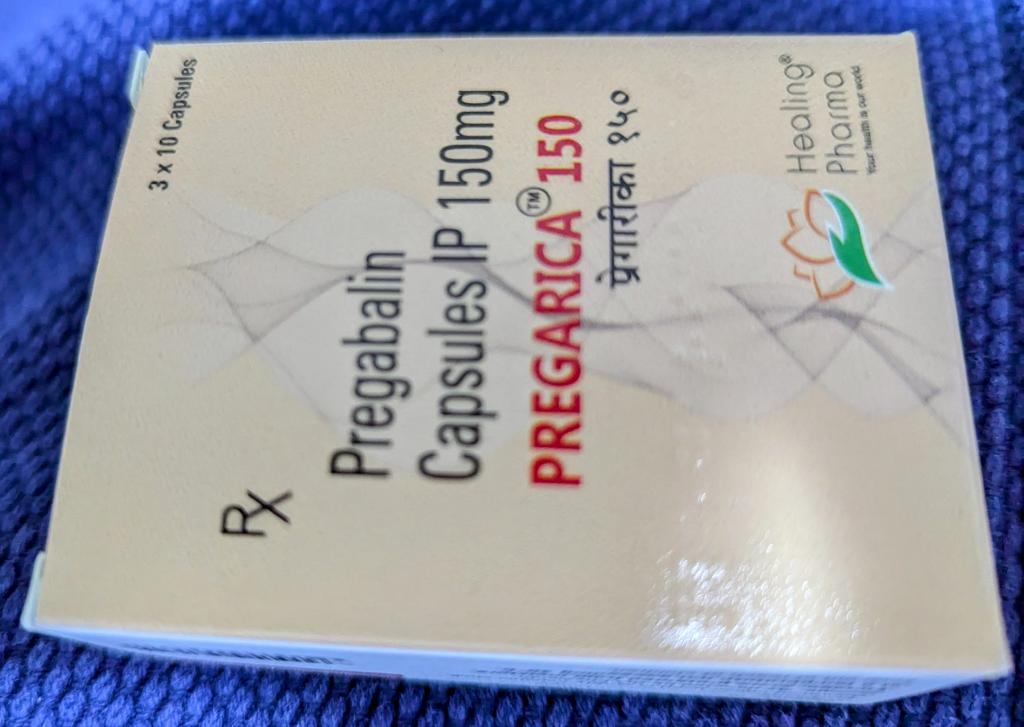 3 x 10 Capsules
Rx
Pregabalin
Capsules IP 150mg
PREGARICA™ 150
प्रेगारीका १५०
Healing®
Pharma
Your health is our world